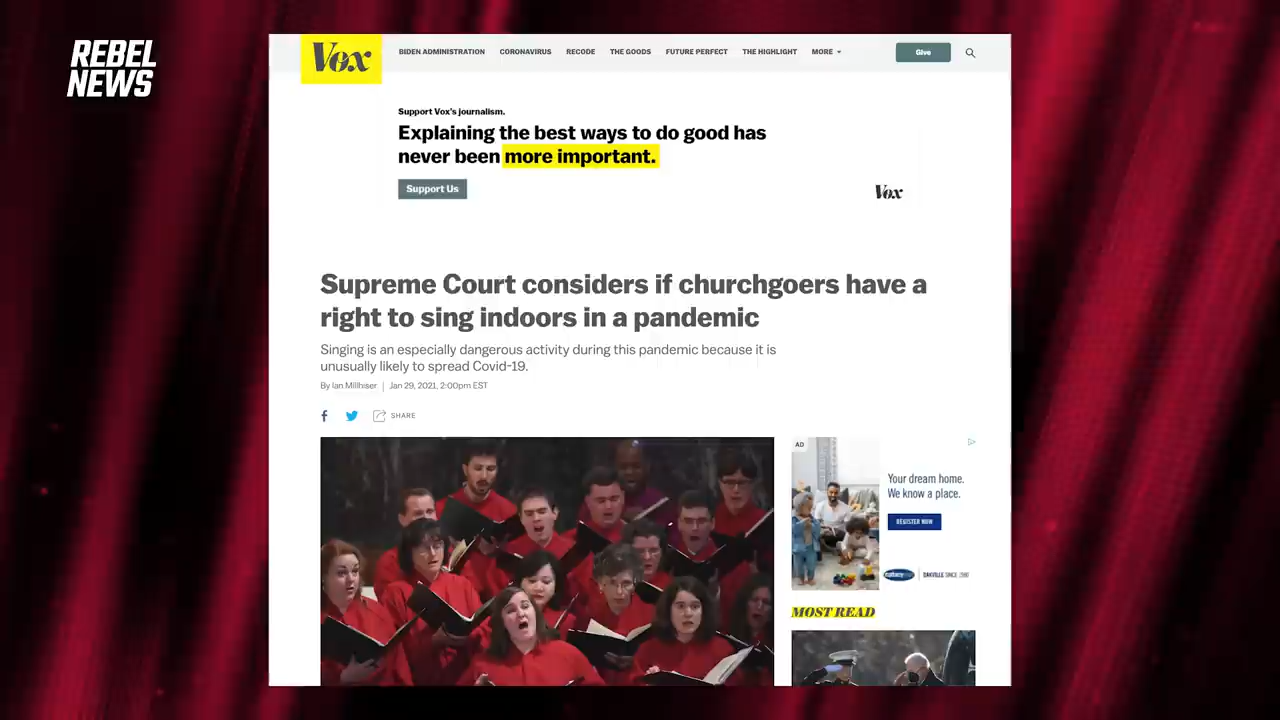 REBEL
NEWS
Vox
BIDEN ADMINISTRATION CORONAVIRUS RECODE THE GOODS FUTURE PERFECT THE HIGHLIGHT MORE
Give
Support Vox's journalism.
Explaining the best ways to do good has
never been more important.
Support Us
Vox
Supreme Court considers if churchgoers have a
right to sing indoors in a pandemic
Singing is an especially dangerous activity during this pandemic because it is
unusually likely to spread Covid-19.
By Ian Millhiser | Jan 29, 2021, 2:00pm EST
SHARE
AD
Your dream home.
We know a place.
REGISTER NOW
OAKVILLE SINCE
MOST READ